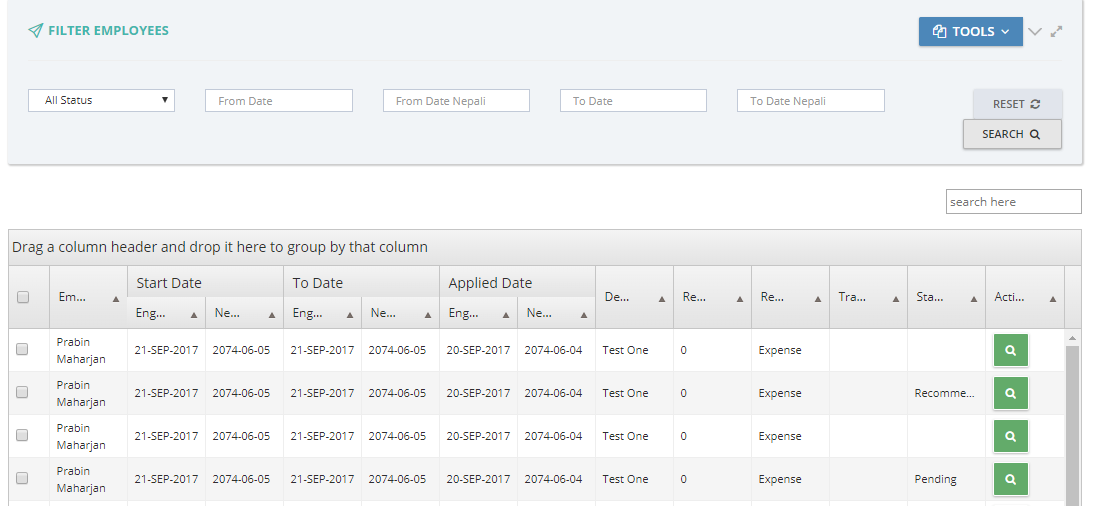 FILTER EMPLOYEES
TOOLS
All Status From Date From Date Nepali To Date To Date Nepali RESET
SEARCH
search here
Drag a column header and drop it here to group by that column
Start Date To Date Applied Date
Em... De... Re... Re... Tra... Sta... Acti...
Eng... Ne... Eng... Ne... Eng... Ne...
Prabin
Maharjan
21-SEP-2017 2074-06-05 21-SEP-2017 2074-06-05 20-SEP-2017 2074-06-04 Test One 0 Expense
Prabin
Maharjan
21-SEP-2017 2074-06-05 21-SEP-2017 2074-06-05 20-SEP-2017 2074-06-04 Test One 0 Expense Recomme...
Prabin
Maharjan
21-SEP-2017 2074-06-05 21-SEP-2017 2074-06-05 20-SEP-2017 2074-06-04 Test One 0 Expense
Prabin
Maharjan
21-SEP-2017 2074-06-05 21-SEP-2017 2074-06-05 20-SEP-2017 2074-06-04 Test One 0 Expense Pending